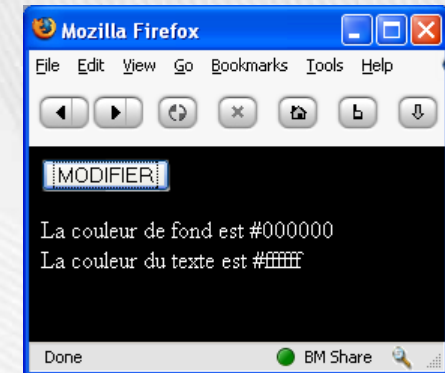 Mozilla Firefox
File Edit View Go Bookmarks Tools Help
MODIFIER
La couleur de fond est #000000
La couleur du texte est #ffffff
Done BM Share